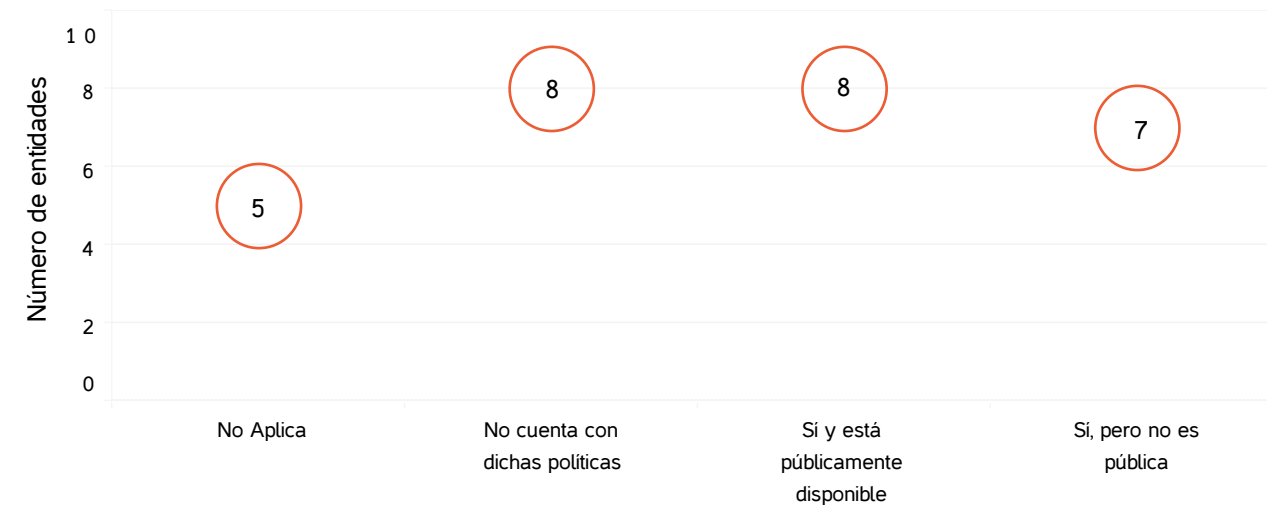 Número de entidades
1 0
8
6
4
2
0
5
8
8
7
No Aplica
No cuenta con
dichas políticas
Sí y está
públicamente
disponible
Sí, pero no es
pública